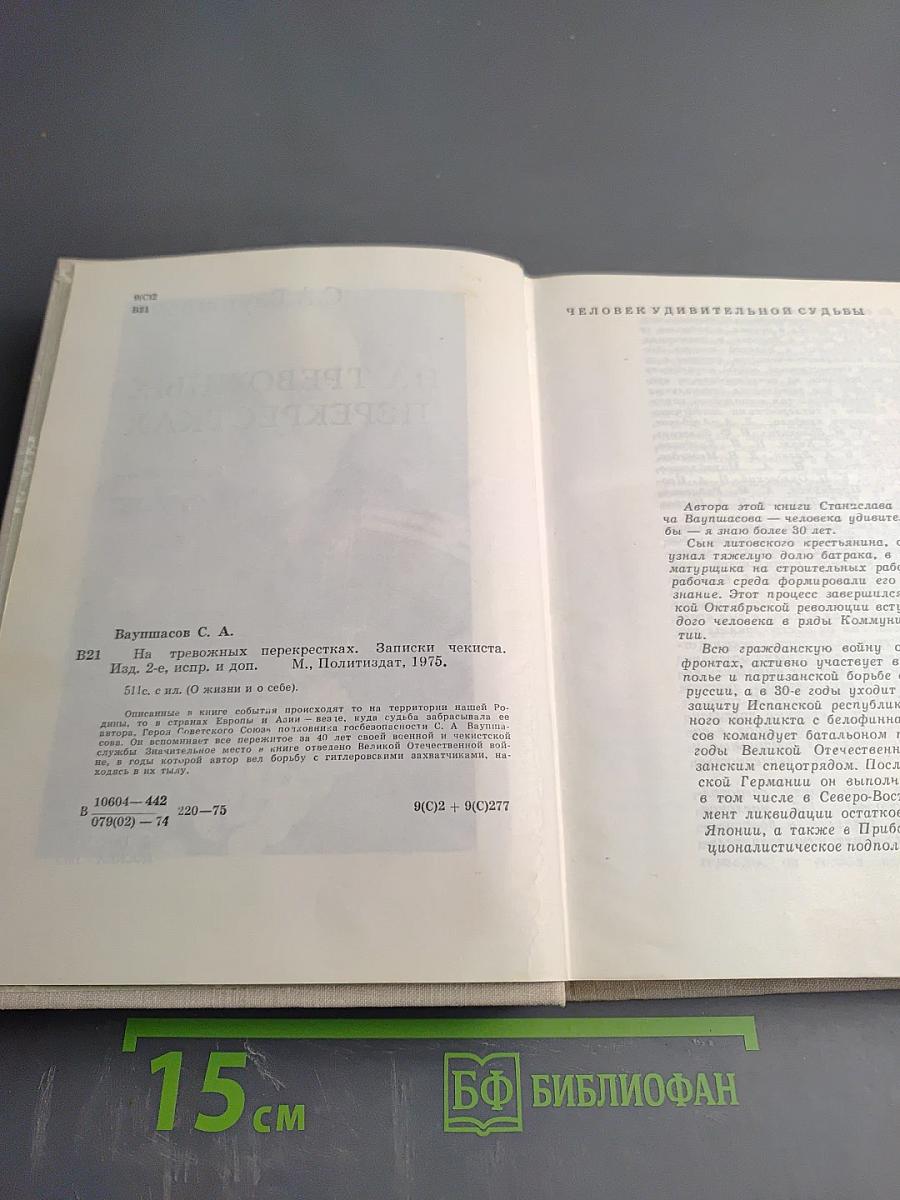 9(С)2
В21
Ваупшасов С. А.
В21 На тревожных перекрестках. Записки чекиста.
Изд. 2-е, испр. и доп. М., Политиздат, 1975.
511с. с ил. (О жизни и о себе).
Описанные в книге события происходят то на территории нашей Ро-
дины, то в странах Европы и Азии — везде, куда судьба забрасывала ее
автора, Героя Советского Союза полковника госбезопасности С. А Ваупша-
сова. Он вспоминает все пережитое за 40 лет своей военной и чекистской
службы Значительное место в книге отведено Великой Отечественной вой-
не, в годы которой автор вел борьбу с гитлеровскими захватчиками, на-
ходясь в их тылу.
В 10604—442
079(02) — 74 220—75 9(С)2 + 9(С)277
ЧЕЛОВЕК УДИВИТЕЛЬНОЙ СУДЬБЫ
Автора этой книги Станислава
ча Ваупшасова — человека удивител
бы — я знаю более 30 лет.
Сын литовского крестьянина, с
узнал тяжелую долю батрака, в
матурщика на строительных рабо
рабочая среда формировали его
знание. Этот процесс завершился
кой Октябрьской революции всту
дого человека в ряды Коммуни
тии.
Всю гражданскую войну
фронтах, активно участвует в
полье и партизанской борьбе
руссии, а в 30-е годы уходит
защиту Испанской республик
ного конфликта с белофинна
сов командует батальоном
годы Великой Отечественн
занским спецотрядом. Посл
ской Германии он выполн
в том числе в Северо-Вост
мент ликвидации остатков
Японии, а также в Приба
ционалистическое подпол
15 см
БФ БИБЛИОФАН